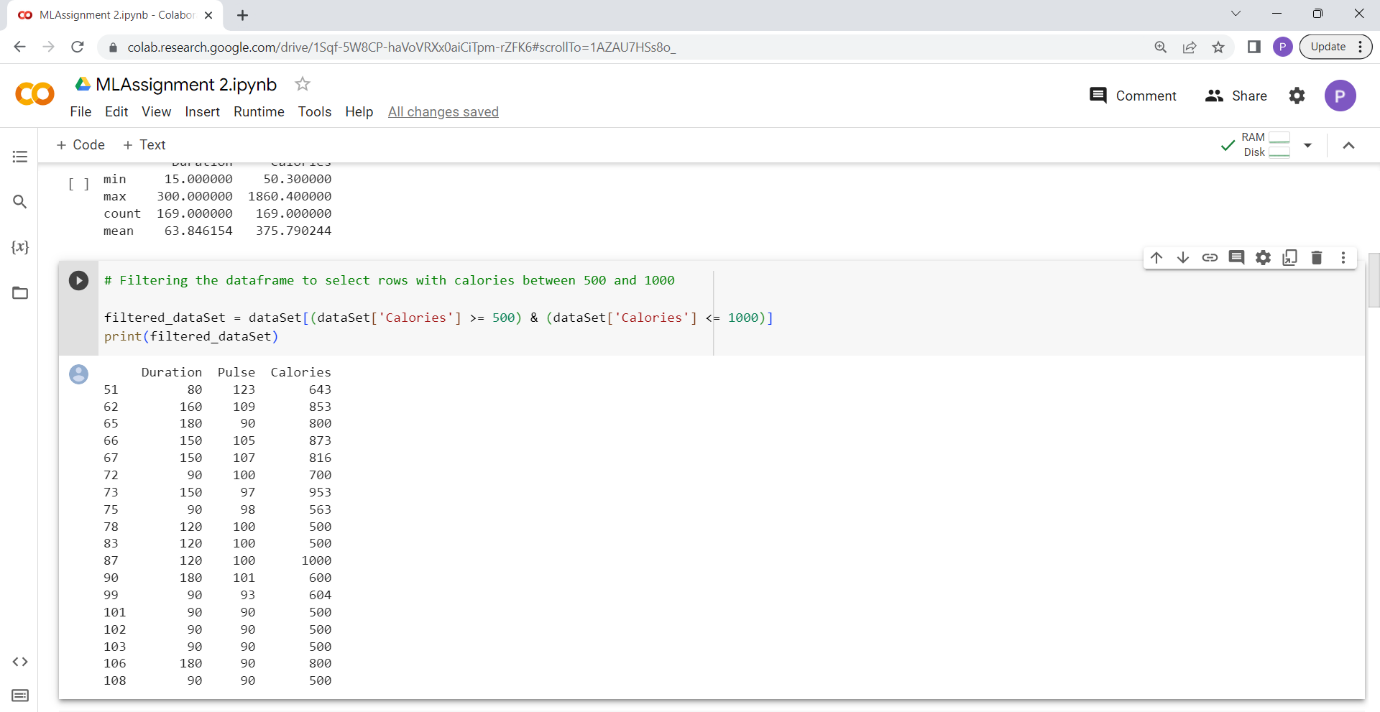 MLAssignment 2.ipynb - Colabor
colab.research.google.com/drive/1Sqf-5W8CP-haVoVRXx0aiCiTpm-rZFK6#scrollTo=1AZAU7HSs8o_
P
Update
MLAssignment 2.ipynb
File Edit View Insert Runtime Tools Help All changes saved
Comment
Share
P
+ Code + Text
RAM
Disk
Duration Calories
[ ] min 15.000000 50.300000
max 300.000000 1860.400000
count 169.000000 169.000000
mean 63.846154 375.790244
{x}
# Filtering the dataframe to select rows with calories between 500 and 1000
filtered_dataSet = dataSet[(dataSet['Calories'] >= 500) & (dataSet['Calories'] <= 1000)]
print(filtered_dataSet)
Duration Pulse Calories
51 80 123 643
62 160 109 853
65 180 90 800
66 150 105 873
67 150 107 816
72 90 100 700
73 150 97 953
75 90 98 563
78 120 100 500
83 120 100 500
87 120 100 1000
90 180 101 600
99 90 93 604
101 90 90 500
102 90 90 500
103 90 90 500
106 180 90 800
108 90 90 500